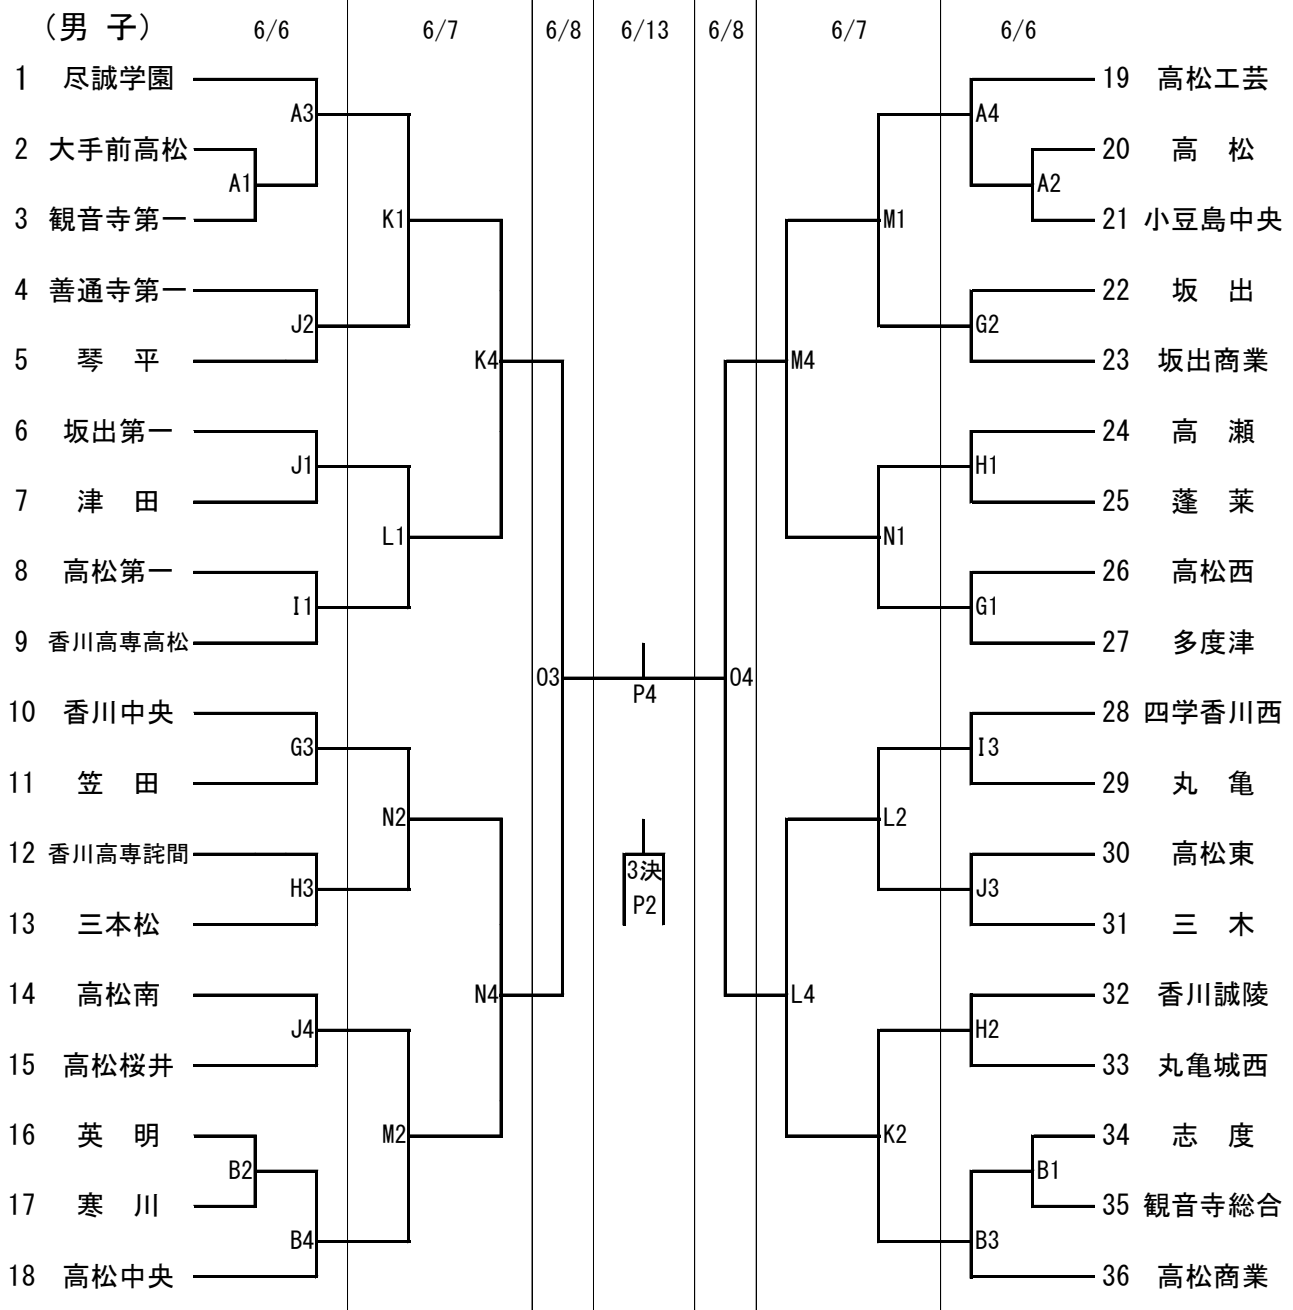 (男 子) 6/6 6/7 6/8 6/13 6/8 6/7 6/6
1 尽誠学園 19 高松工芸
A3 A4
2 大手前高松 20 高 松
A1 A2
3 観音寺第一 K1 M1 21 小豆島中央
4 善通寺第一 22 坂 出
J2 G2
5 琴 平 K4 M4 23 坂出商業
6 坂出第一 24 高 瀬
J1 H1
7 津 田 25 蓬 莱
L1 N1
8 高松第一 26 高松西
I1 G1
9 香川高専高松 27 多度津
O3 P4 O4
10 香川中央 28 四学香川西
G3 I3
11 笠 田 29 丸 亀
N2 L2
12 香川高専詫間 30 高松東
3決
H3 J3
P2
13 三本松 31 三 木
14 高松南 N4 L4 32 香川誠陵
J4 H2
15 高松桜井 33 丸亀城西
16 英 明 M2 K2 34 志 度
B2 B1
17 寒 川 35 観音寺総合
B4 B3
18 高松中央 36 高松商業